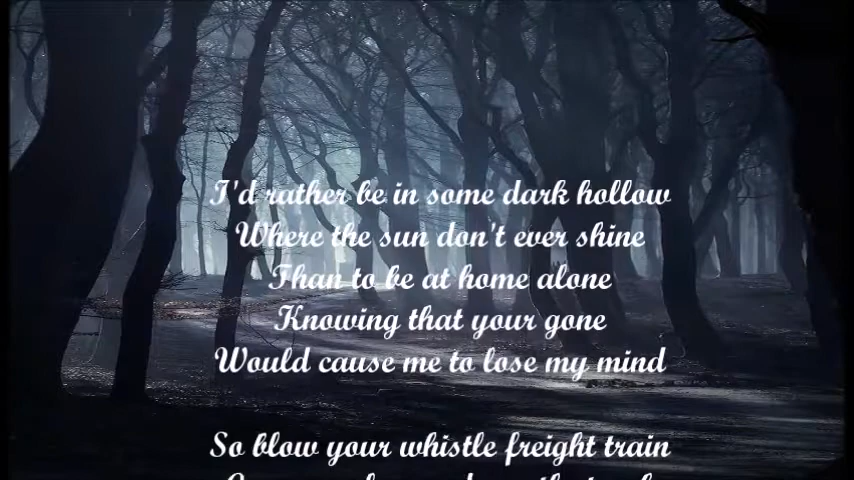 I'd rather be in some dark hollow
Where the sun don't ever shine
Than to be at home alone
Knowing that your gone
Would cause me to lose my mind
So blow your whistle freight train